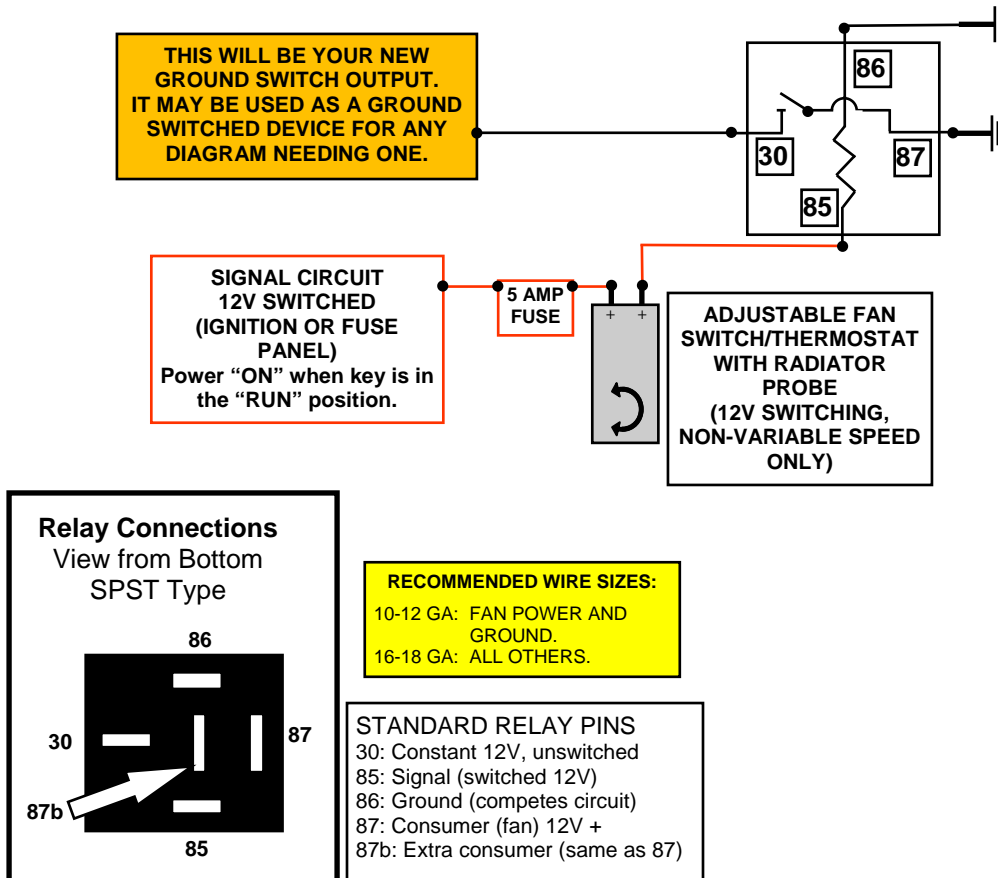 THIS WILL BE YOUR NEW
GROUND SWITCH OUTPUT.
IT MAY BE USED AS A GROUND
SWITCHED DEVICE FOR ANY
DIAGRAM NEEDING ONE.
86
30
87
85
SIGNAL CIRCUIT
12V SWITCHED
(IGNITION OR FUSE
PANEL)
Power “ON” when key is in
the “RUN” position.
5 AMP
FUSE
+ +
ADJUSTABLE FAN
SWITCH/THERMOSTAT
WITH RADIATOR
PROBE
(12V SWITCHING,
NON-VARIABLE SPEED
ONLY)
Relay Connections
View from Bottom
SPST Type
86
30
87
87b
85
RECOMMENDED WIRE SIZES:
10-12 GA: FAN POWER AND
GROUND.
16-18 GA: ALL OTHERS.
STANDARD RELAY PINS
30: Constant 12V, unswitched
85: Signal (switched 12V)
86: Ground (competes circuit)
87: Consumer (fan) 12V +
87b: Extra consumer (same as 87)